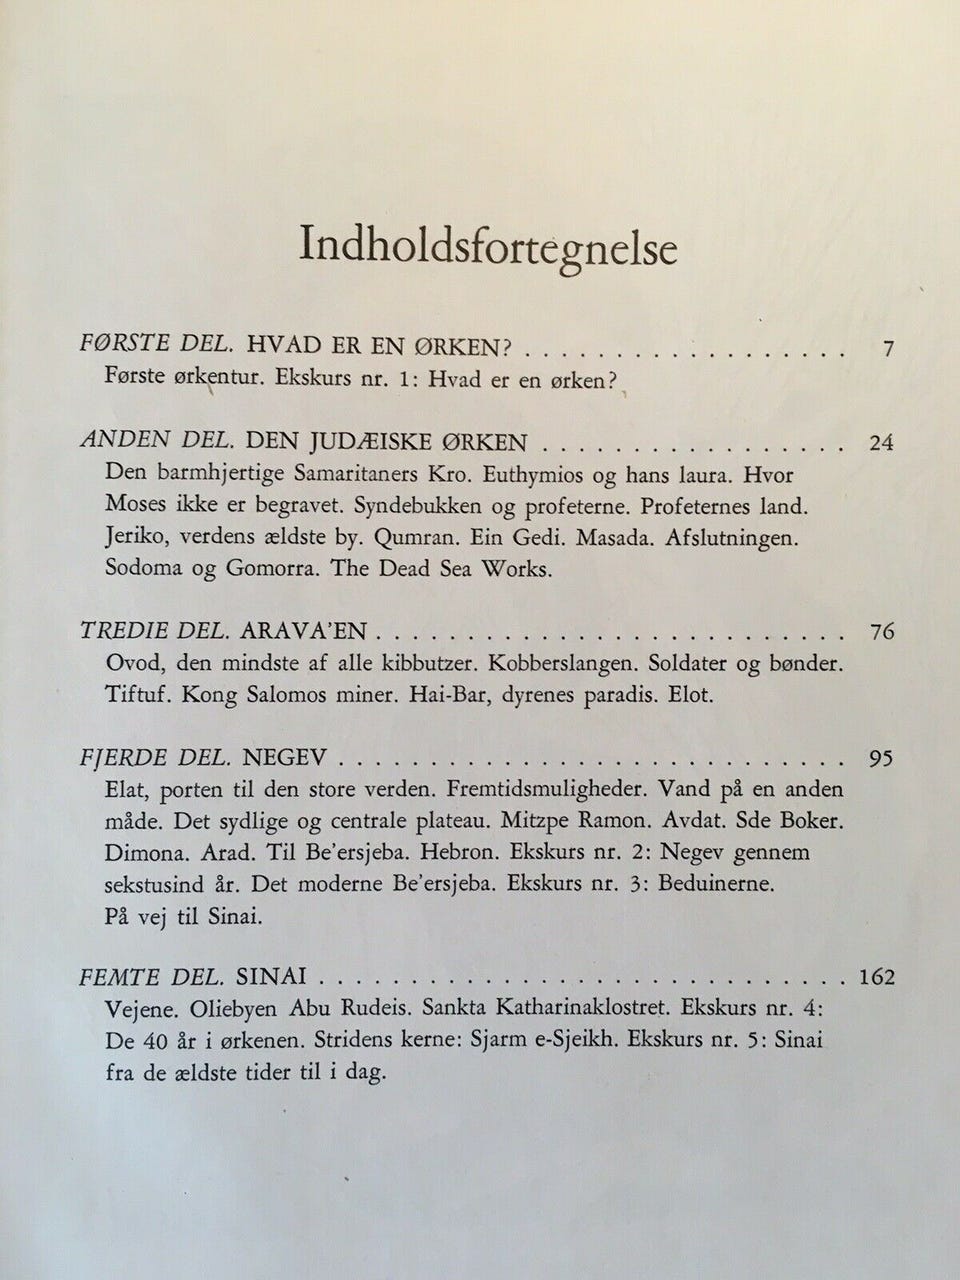 Indholdsfortegnelse
FØRSTE DEL. HVAD ER EN ØRKEN? . . . . . . . . . . . . . . . . . . 7
Første ørkentur. Ekskurs nr. 1: Hvad er en ørken?
ANDEN DEL. DEN JUDÆISKE ØRKEN . . . . . . . . . . . . . . . . . 24
Den barmhjertige Samaritaners Kro. Euthymios og hans laura. Hvor
Moses ikke er begravet. Syndebukken og profeterne. Profeternes land.
Jeriko, verdens ældste by. Qumran. Ein Gedi. Masada. Afslutningen.
Sodoma og Gomorra. The Dead Sea Works.
TREDIE DEL. ARAVA'EN . . . . . . . . . . . . . . . . . . . . . . . . . . 76
Ovod, den mindste af alle kibbutzer. Kobberslangen. Soldater og bønder.
Tiftuf. Kong Salomos miner. Hai-Bar, dyrenes paradis. Elot.
FJERDE DEL. NEGEV . . . . . . . . . . . . . . . . . . . . . . . . . . . . 95
Elat, porten til den store verden. Fremtidsmuligheder. Vand på en anden
måde. Det sydlige og centrale plateau. Mitzpe Ramon. Avdat. Sde Boker.
Dimona. Arad. Til Be'ersjeba. Hebron. Ekskurs nr. 2: Negev gennem
sekstusind år. Det moderne Be'ersjeba. Ekskurs nr. 3: Beduinerne.
På vej til Sinai.
FEMTE DEL. SINAI . . . . . . . . . . . . . . . . . . . . . . . . . . . . . 162
Vejene. Oliebyen Abu Rudeis. Sankta Katharinaklostret. Ekskurs nr. 4:
De 40 år i ørkenen. Stridens kerne: Sjarm e-Sjeikh. Ekskurs nr. 5: Sinai
fra de ældste tider til i dag.